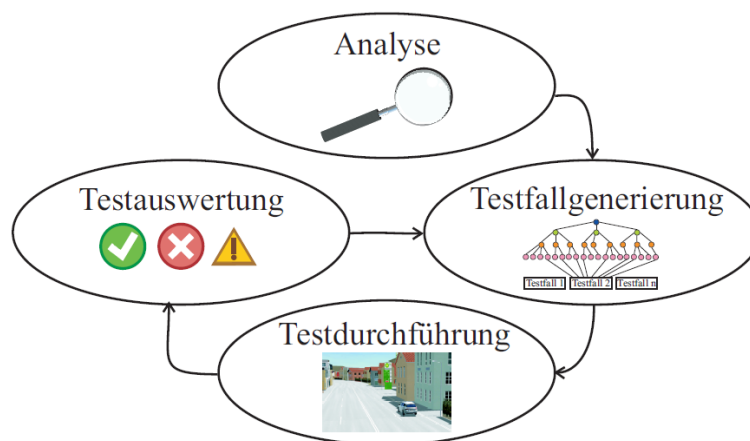 Analyse
Testauswertung
Testfallgenerierung
Testfall 1
Testfall 2
Testfall n
Testdurchführung